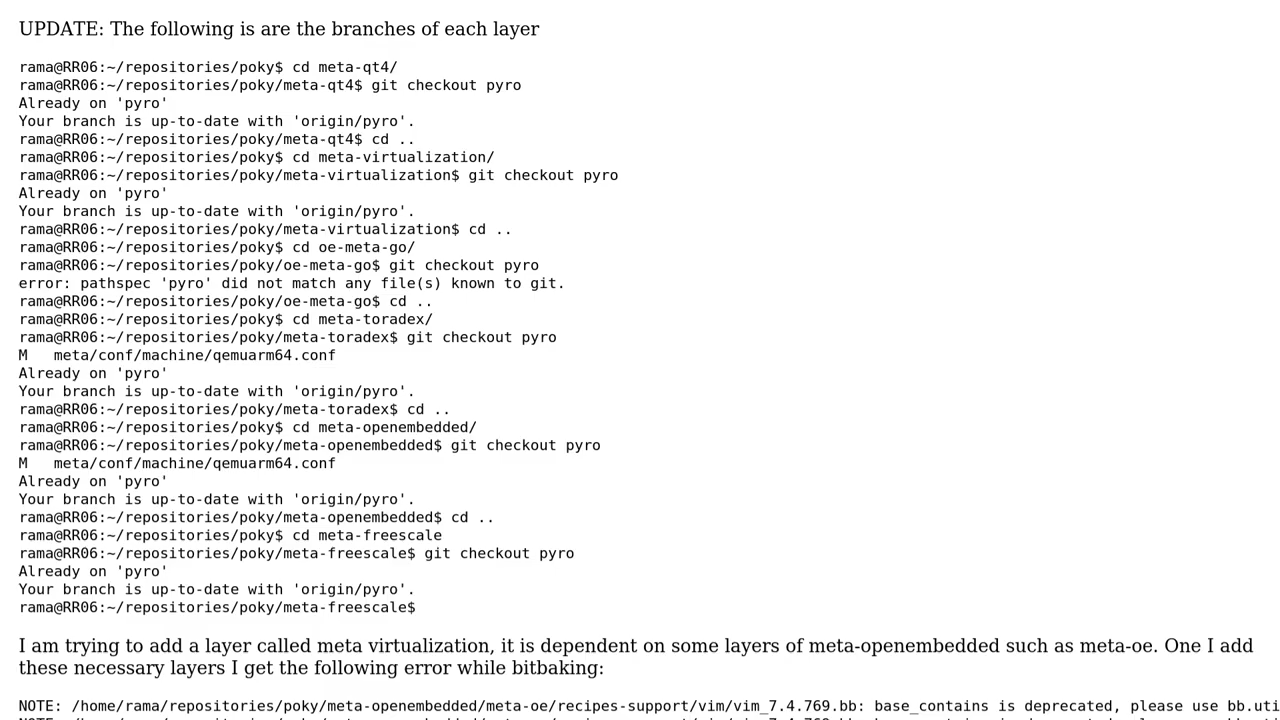 UPDATE: The following is are the branches of each layer
rama@RR06:~/repositories/poky$ cd meta-qt4/
rama@RR06:~/repositories/poky/meta-qt4$ git checkout pyro
Already on 'pyro'
Your branch is up-to-date with 'origin/pyro'.
rama@RR06:~/repositories/poky/meta-qt4$ cd ..
rama@RR06:~/repositories/poky$ cd meta-virtualization/
rama@RR06:~/repositories/poky/meta-virtualization$ git checkout pyro
Already on 'pyro'
Your branch is up-to-date with 'origin/pyro'.
rama@RR06:~/repositories/poky/meta-virtualization$ cd ..
rama@RR06:~/repositories/poky$ cd oe-meta-go/
rama@RR06:~/repositories/poky/oe-meta-go$ git checkout pyro
error: pathspec 'pyro' did not match any file(s) known to git.
rama@RR06:~/repositories/poky/oe-meta-go$ cd ..
rama@RR06:~/repositories/poky$ cd meta-toradex/
rama@RR06:~/repositories/poky/meta-toradex$ git checkout pyro
M   meta/conf/machine/qemuarm64.conf
Already on 'pyro'
Your branch is up-to-date with 'origin/pyro'.
rama@RR06:~/repositories/poky/meta-toradex$ cd ..
rama@RR06:~/repositories/poky$ cd meta-openembedded/
rama@RR06:~/repositories/poky/meta-openembedded$ git checkout pyro
M   meta/conf/machine/qemuarm64.conf
Already on 'pyro'
Your branch is up-to-date with 'origin/pyro'.
rama@RR06:~/repositories/poky/meta-openembedded$ cd ..
rama@RR06:~/repositories/poky$ cd meta-freescale
rama@RR06:~/repositories/poky/meta-freescale$ git checkout pyro
Already on 'pyro'
Your branch is up-to-date with 'origin/pyro'.
rama@RR06:~/repositories/poky/meta-freescale$
I am trying to add a layer called meta virtualization, it is dependent on some layers of meta-openembedded such as meta-oe. One I add
these necessary layers I get the following error while bitbaking:
NOTE: /home/rama/repositories/poky/meta-openembedded/meta-oe/recipes-support/vim/vim_7.4.769.bb: base_contains is deprecated, please use bb.uti